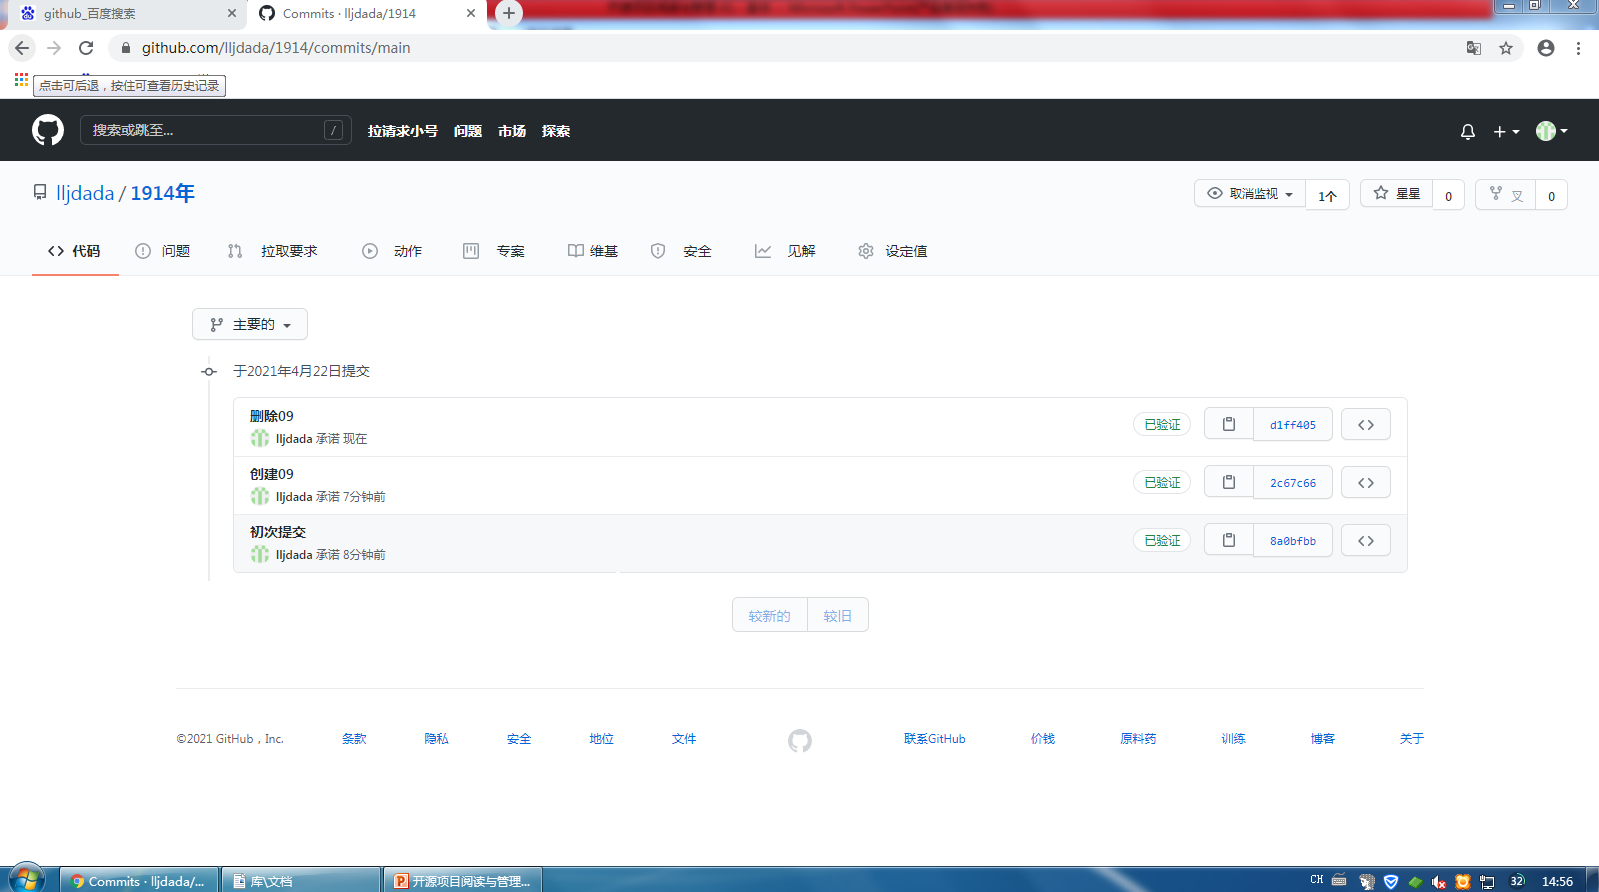 github_百度搜索
Commits · lljdada/1914
github.com/lljdada/1914/commits/main
点击可后退，按住可查看历史记录
搜索或跳至...
/
拉请求小号 问题 市场 探索
lljdada / 1914年
取消监视 1个
星星 0
叉 0
代码 问题 拉取要求 动作 专案 维基 安全 见解 设定值
主要的
于2021年4月22日提交
删除09
lljdada 承诺 现在
已验证 d1ff405
创建09
lljdada 承诺 7分钟前
已验证 2c67c66
初次提交
lljdada 承诺 8分钟前
已验证 8a0bfbb
较新的 较旧
©2021 GitHub，Inc. 条款 隐私 安全 地位 文件 联系GitHub 价钱 原料药 训练 博客 关于
Commits · lljdada/...
库\文档
开源项目阅读与管理...
CH
32
14:56